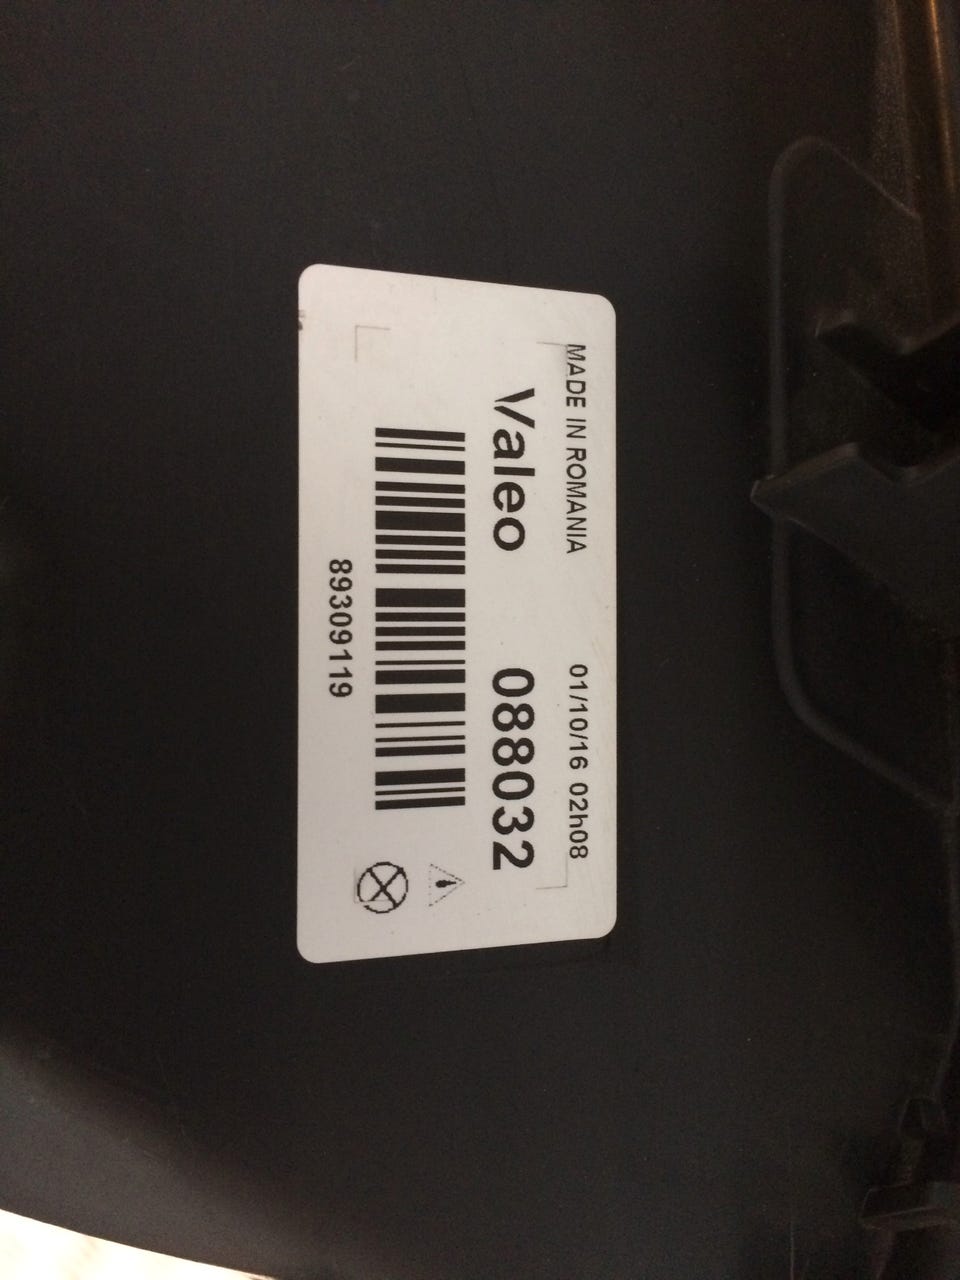 MADE IN ROMANIA 01/10/16 02h08
Valeo 088032
89309119